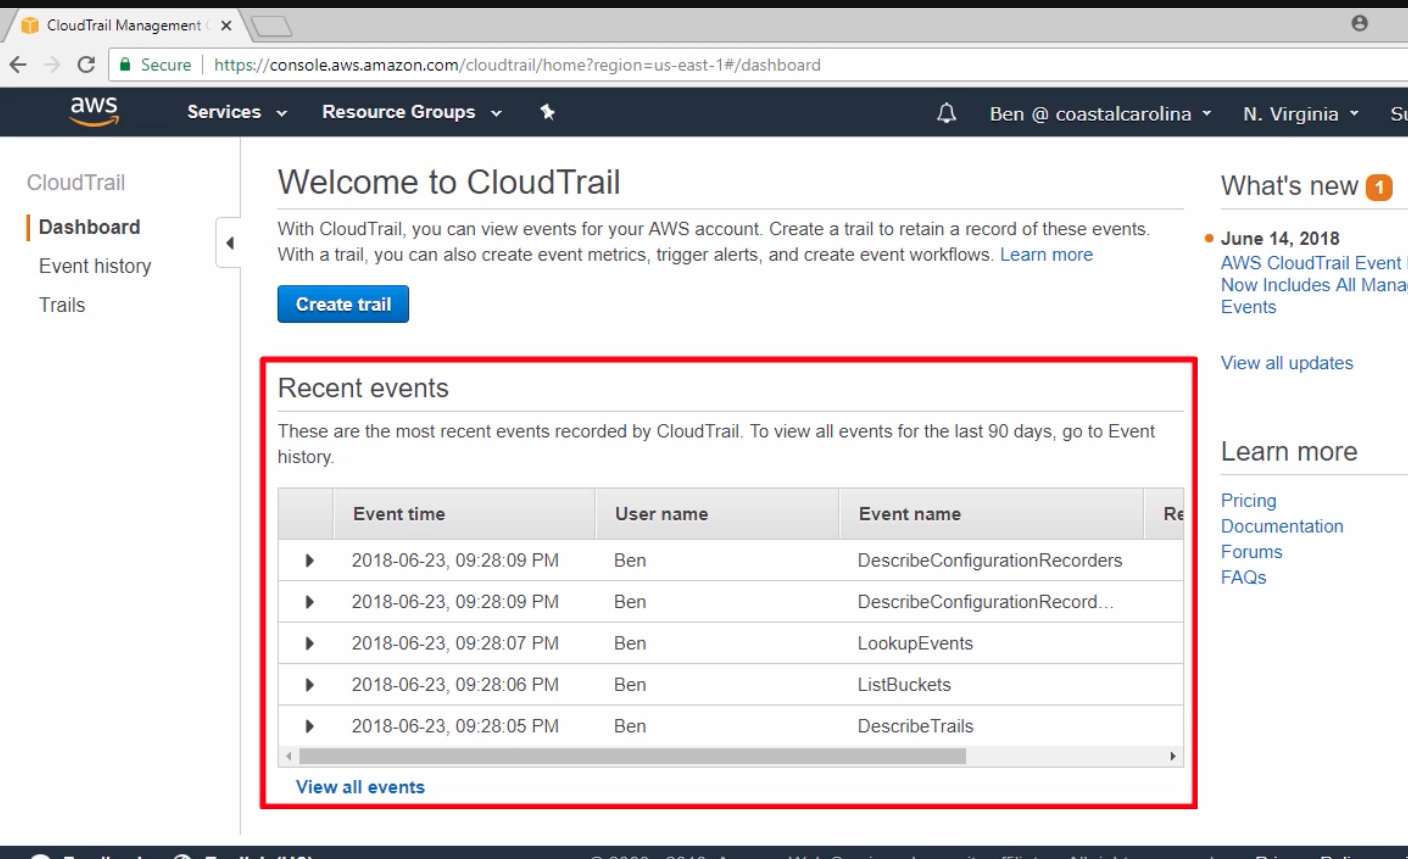 CloudTrail Management
Secure https://console.aws.amazon.com/cloudtrail/home?region=us-east-1#/dashboard
aws Services Resource Groups Ben @ coastalcarolina N. Virginia
CloudTrail
Dashboard
Event history
Trails
Welcome to CloudTrail
With CloudTrail, you can view events for your AWS account. Create a trail to retain a record of these events.
With a trail, you can also create event metrics, trigger alerts, and create event workflows. Learn more
Create trail
Recent events
These are the most recent events recorded by CloudTrail. To view all events for the last 90 days, go to Event
history.
Event time User name Event name
2018-06-23, 09:28:09 PM Ben DescribeConfigurationRecorders
2018-06-23, 09:28:09 PM Ben DescribeConfigurationRecord...
2018-06-23, 09:28:07 PM Ben LookupEvents
2018-06-23, 09:28:06 PM Ben ListBuckets
2018-06-23, 09:28:05 PM Ben DescribeTrails
View all events
What's new 1
June 14, 2018
AWS CloudTrail Event
Now Includes All Mana
Events
View all updates
Learn more
Pricing
Documentation
Forums
FAQs